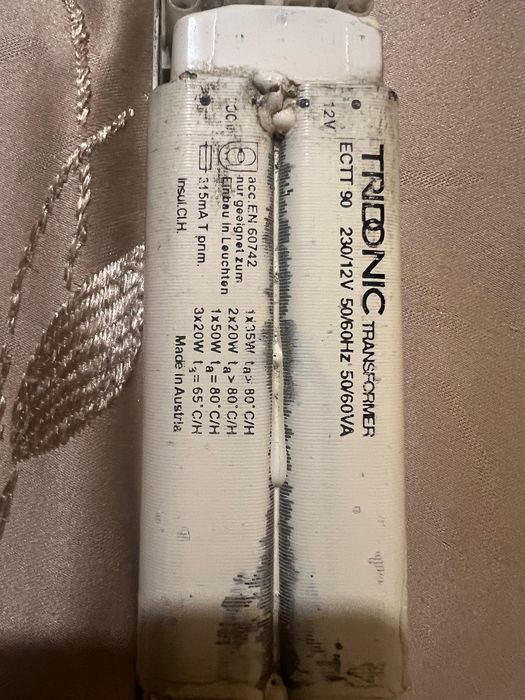 TRIDONIC TRANSFORMER
ECTT 90 230/12V 50/60Hz 50/60VA
12V
acc. EN 60742
nur geeignet zum
Einbau in Leuchten
315mA T prim.
Insul.Cl.H.
1x35W ta> 80°C/H
2x20W ta> 80°C/H
1x50W ta = 80°C/H
3x20W ta = 65°C/H
Made in Austria